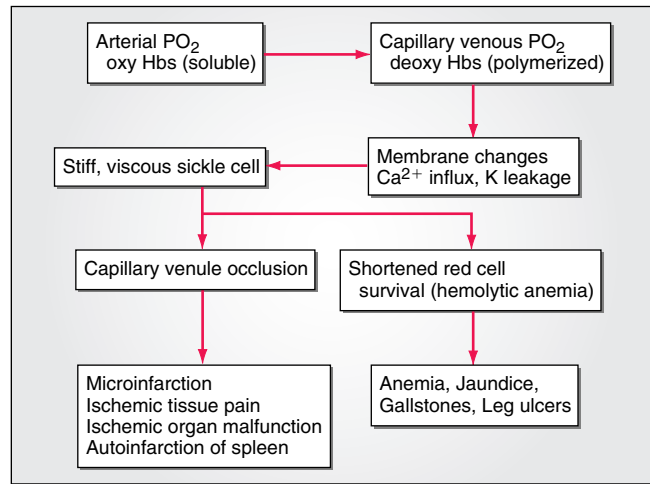 Arterial PO₂
oxy Hbs (soluble)
Capillary venous PO₂
deoxy Hbs (polymerized)
Membrane changes
Ca²⁺ influx, K leakage
Stiff, viscous sickle cell
Capillary venule occlusion
Shortened red cell
survival (hemolytic anemia)
Microinfarction
Ischemic tissue pain
Ischemic organ malfunction
Autoinfarction of spleen
Anemia, Jaundice,
Gallstones, Leg ulcers